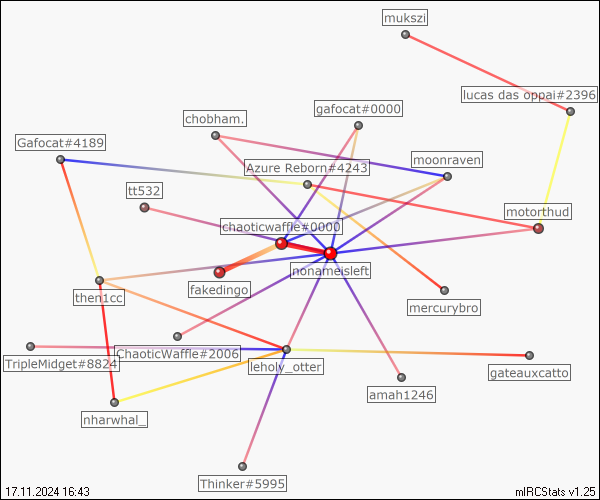 mukszi
lucas das oppai#2396
gafocat#0000
chobham.
Gafocat#4189
moonraven
Azure Reborn#4243
tt532
motorthud
chaoticwaffle#0000
nonameisleft
fakedingo
then1cc
mercurybro
ChaoticWaffle#2006
TripleMidget#8824
leholy_otter
gateauxcatto
amah1246
nharwhal_
Thinker#5995
17.11.2024 16:43
mIRCStats v1.25